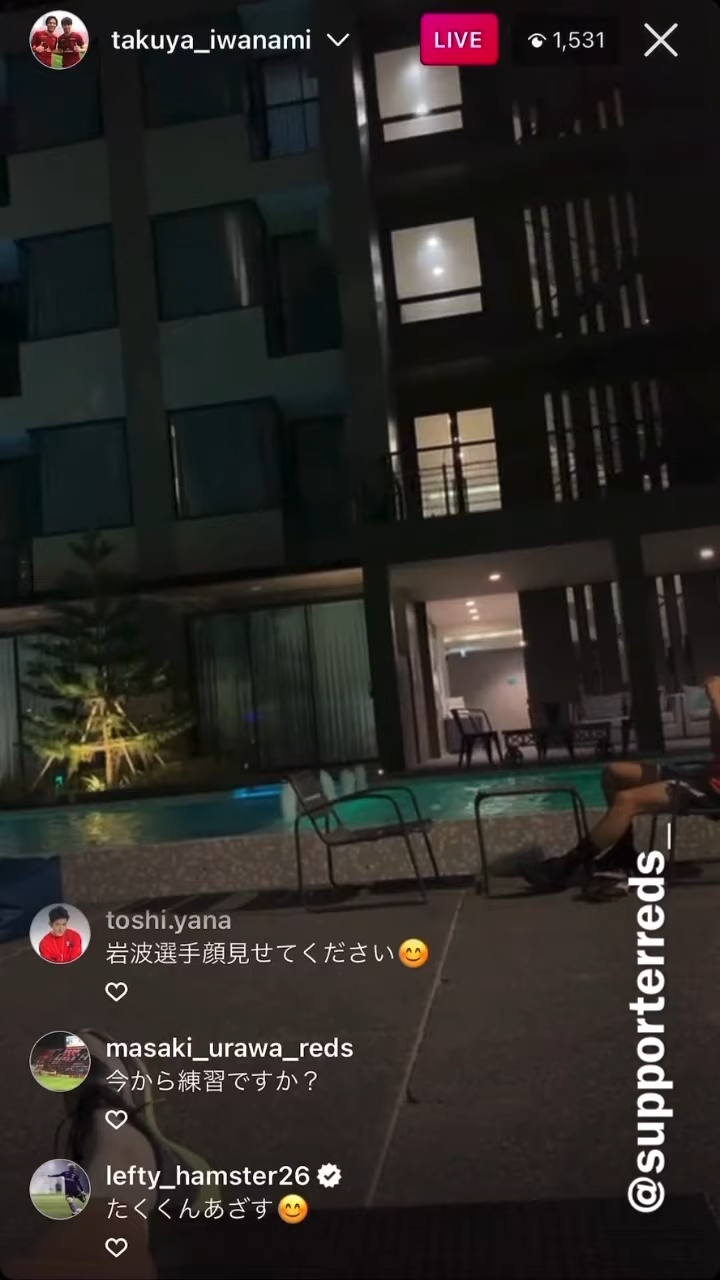 takuya_iwanami
LIVE
1,531
toshi.yana
岩波選手顔見せてください😊
masaki_urawa_reds
今から練習ですか？
lefty_hamster26
たくくんあざす😊
@supporterreds_